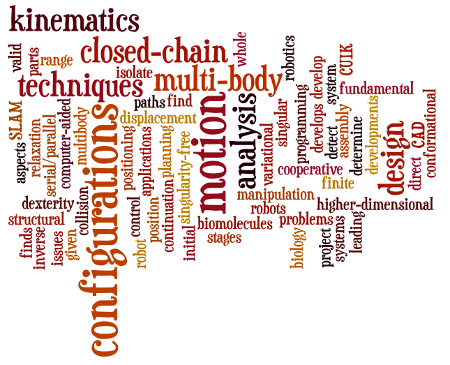 kinematics
valid
parts
range
closed-chain
whole
isolate
techniques
multi-body
robotics
develop
system
CUIK
fundamental
aspects
SLAM
relaxation
serial/parallel
computer-aided
multibody
paths
find
displacement
configurations
positioning
applications
planning
singularity-free
motion
analysis
variational
singular
programming
develops
detect
assembly
determine
developments
cooperative
finite
design
direct
CAD
conformational
dexterity
structural
collision
control
position
continuation
initial
manipulation
robots
higher-dimensional
finds
inverse
issues
given
robot
biomolecules
stages
problems
biology
project
systems
leading